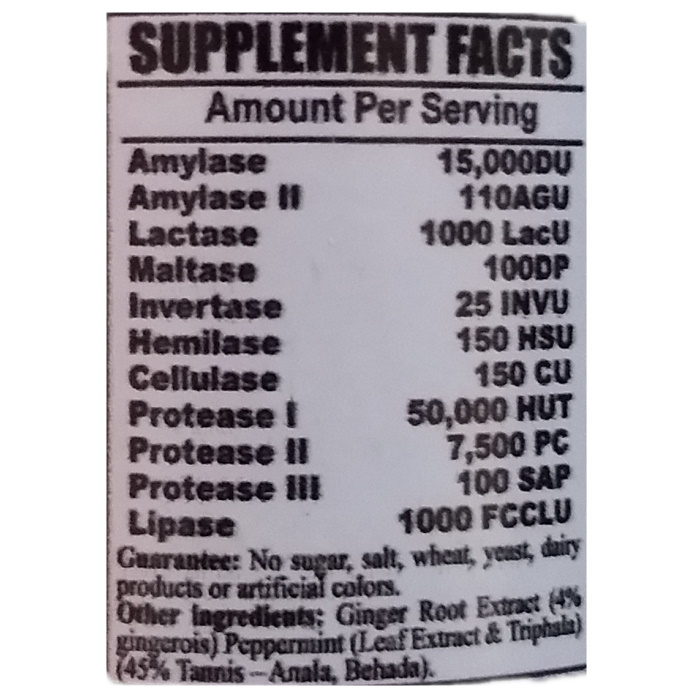 SUPPLEMENT FACTS
Amount Per Serving
Amylase 15,000DU
Amylase II 110AGU
Lactase 1000 LacU
Maltase 100DP
Invertase 25 INVU
Hemilase 150 HSU
Cellulase 150 CU
Protease I 50,000 HUT
Protease II 7,500 PC
Protease III 100 SAP
Lipase 1000 FCCLU
Guarantee: No sugar, salt, wheat, yeast, dairy
products or artificial colors.
Other Ingredients: Ginger Root Extract (4%
gingerois) Peppermint (Leaf Extract & Triphala)
(45% Tannis - Anala, Behada).